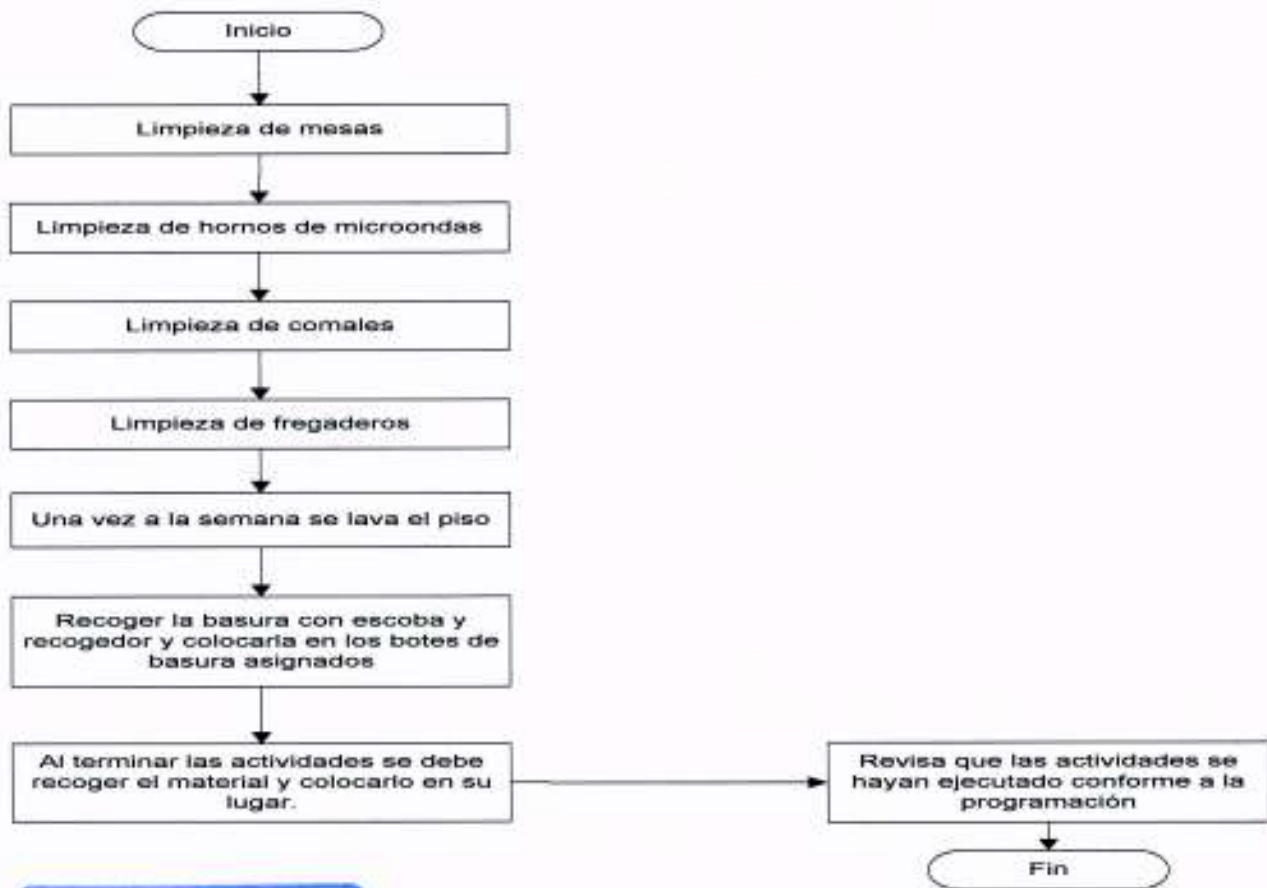 Inicio
Limpieza de mesas
Limpieza de hornos de microondas
Limpieza de comales
Limpieza de fregaderos
Una vez a la semana se lava el piso
Recoger la basura con escoba y
recogedor y colocarla en los botes de
basura asignados
Al terminar las actividades se debe
recoger el material y colocarlo en su
lugar.
Revisa que las actividades se
hayan ejecutado conforme a la
programación
Fin